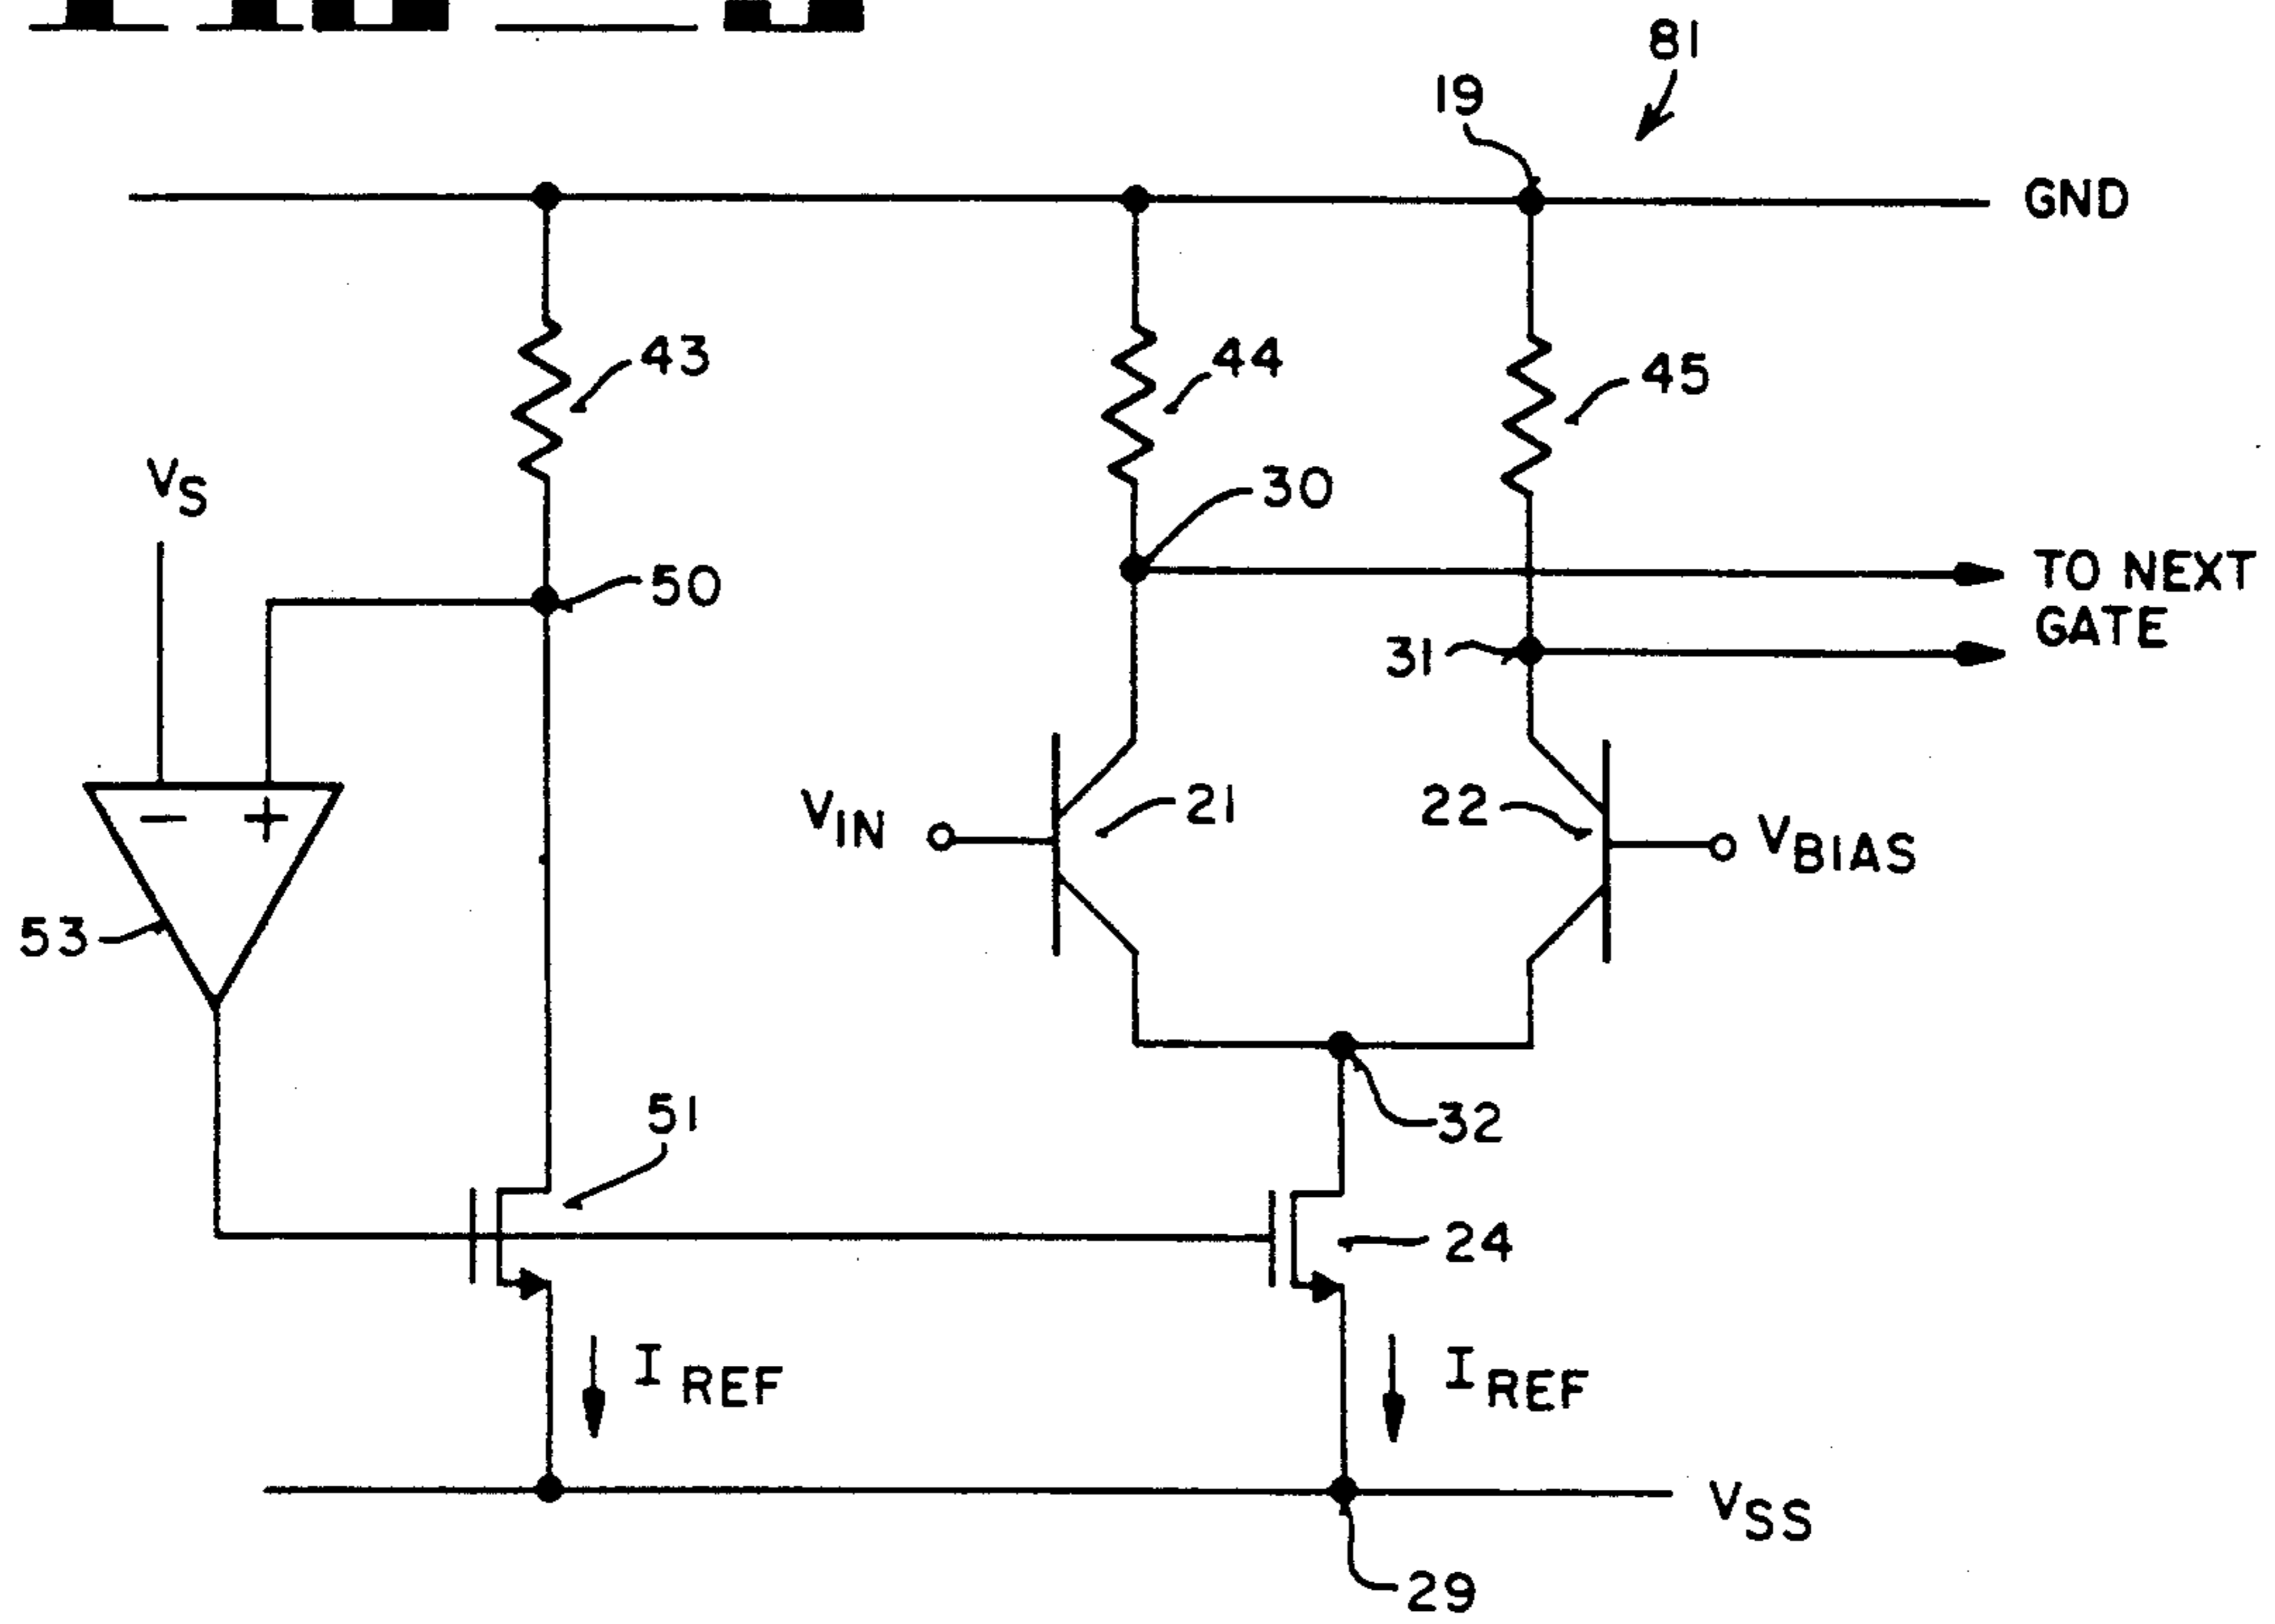 81
19
GND
43
44
45
VS
30
50
TO NEXT
GATE
31
− +
VIN
21
22
VBIAS
53
51
32
24
IREF
IREF
VSS
29